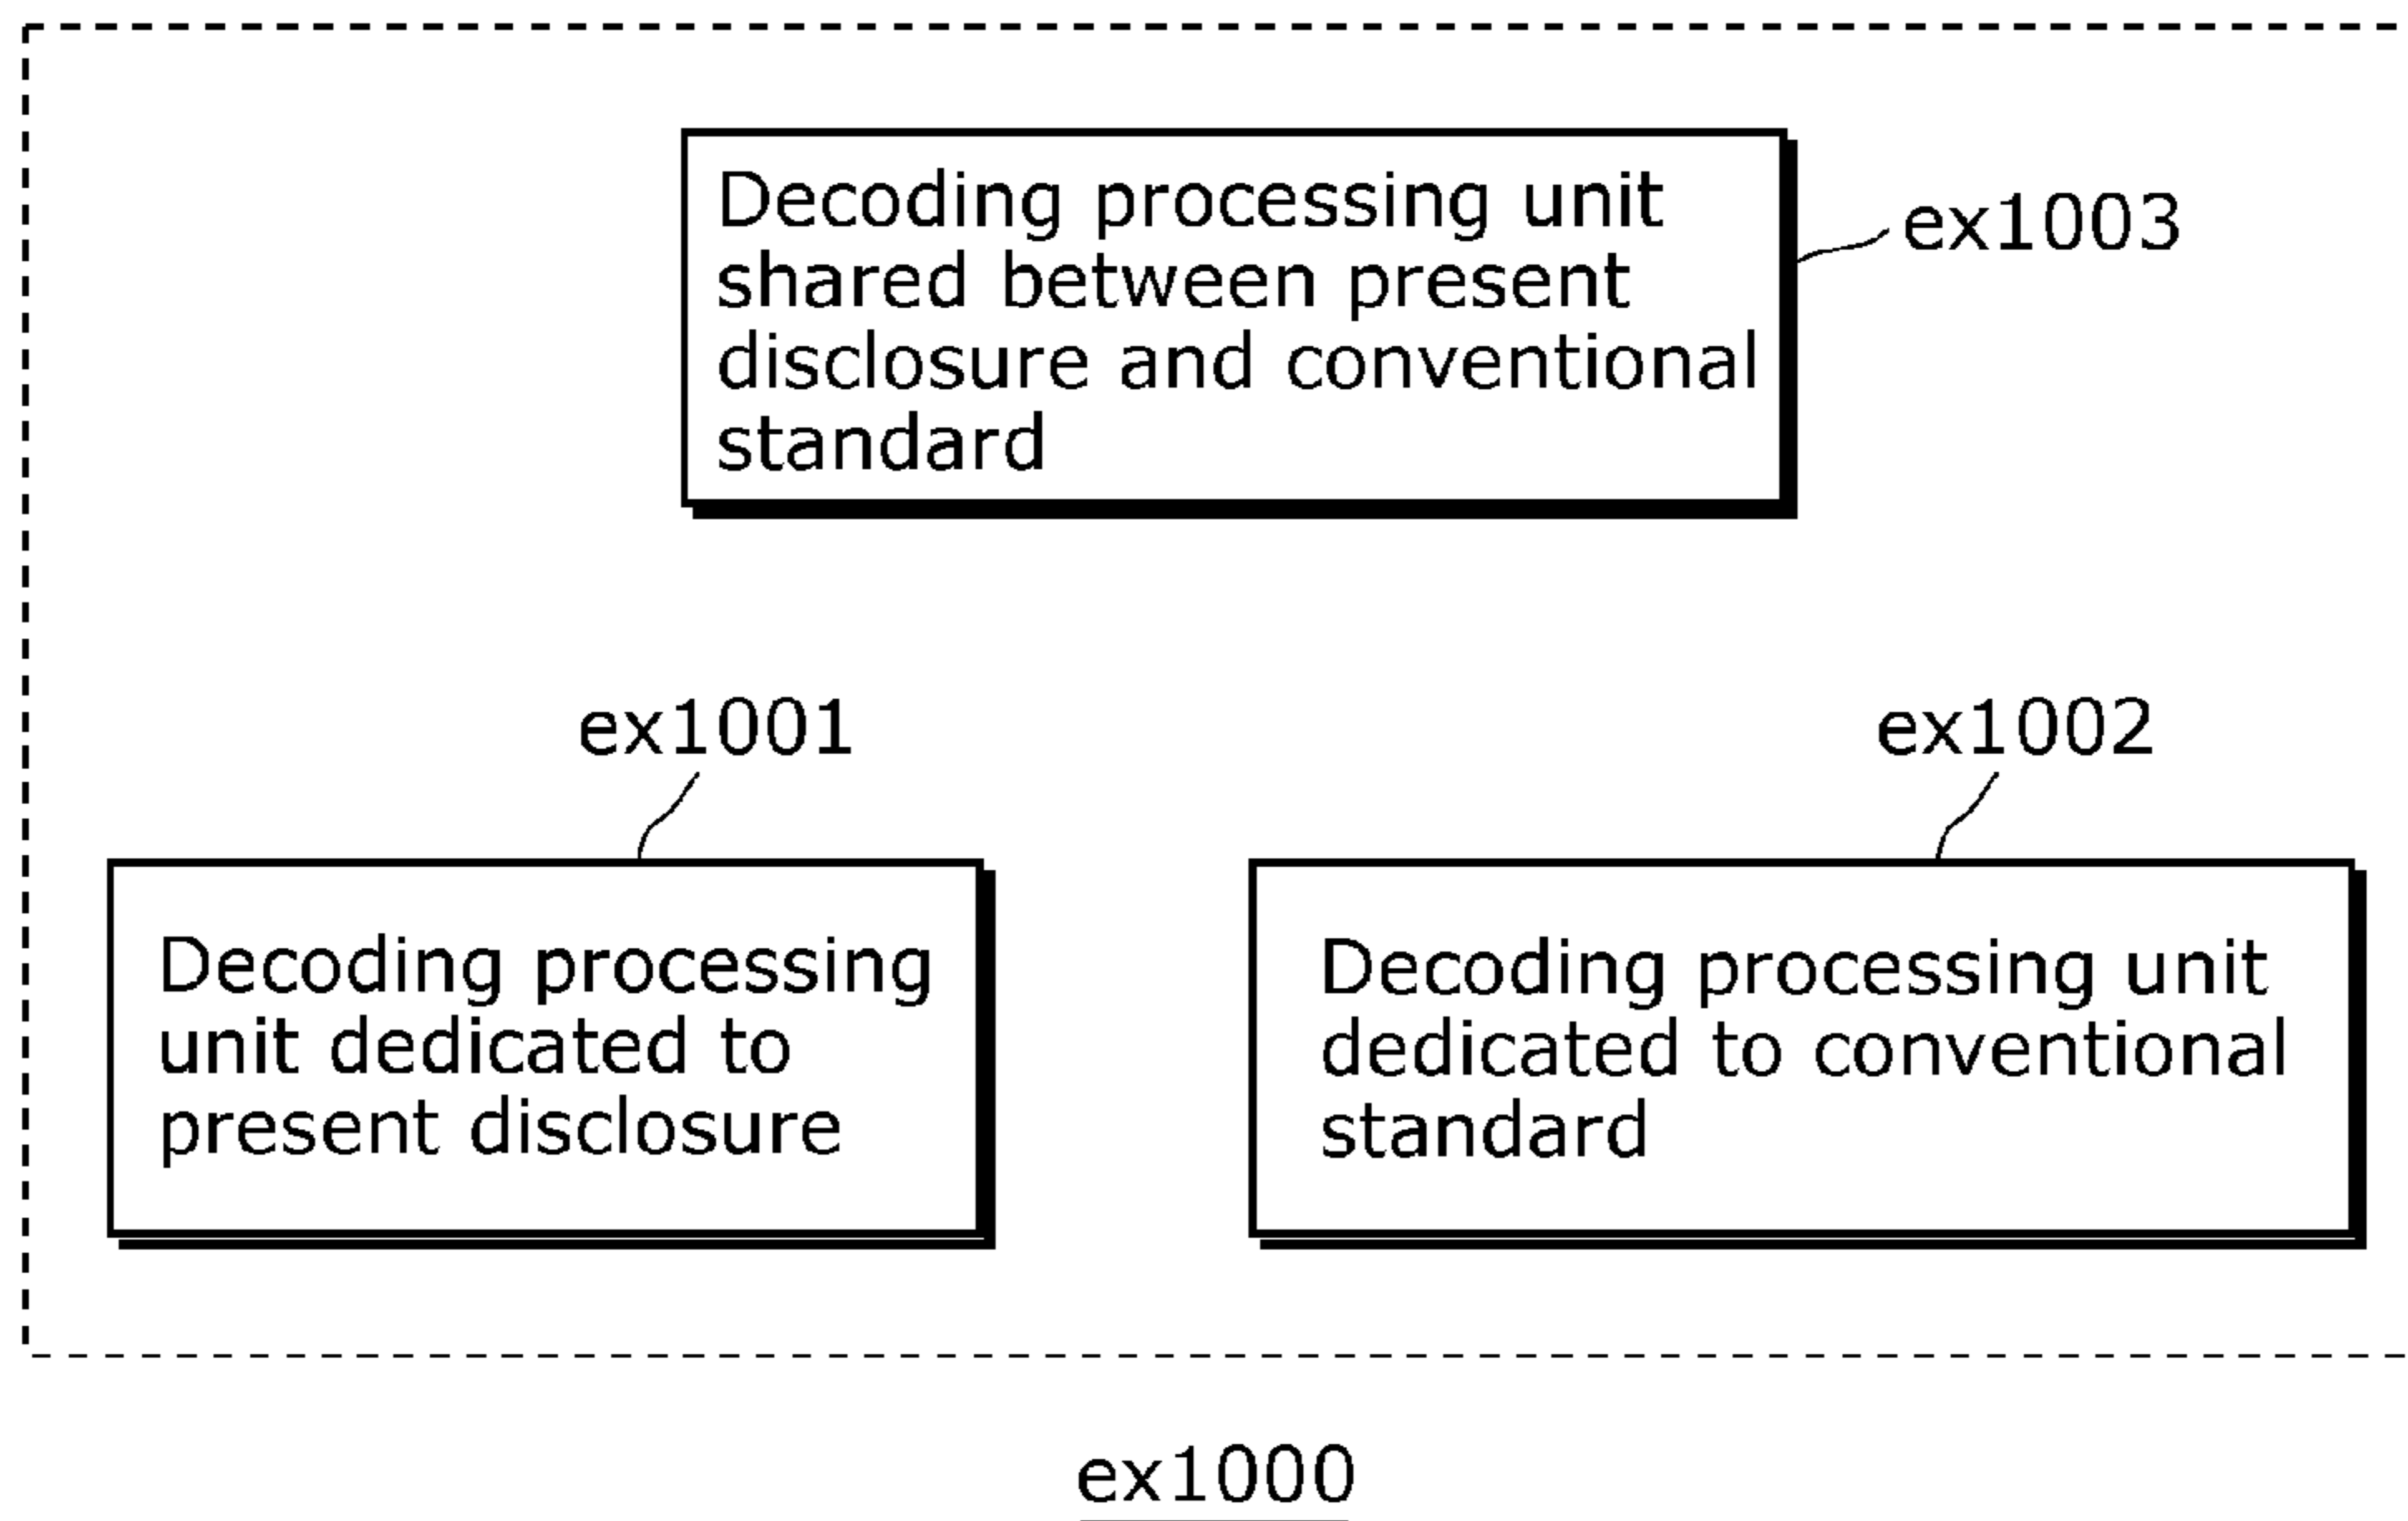 Decoding processing unit
shared between present
disclosure and conventional
standard
ex1003
ex1001
ex1002
Decoding processing
unit dedicated to
present disclosure
Decoding processing unit
dedicated to conventional
standard
ex1000